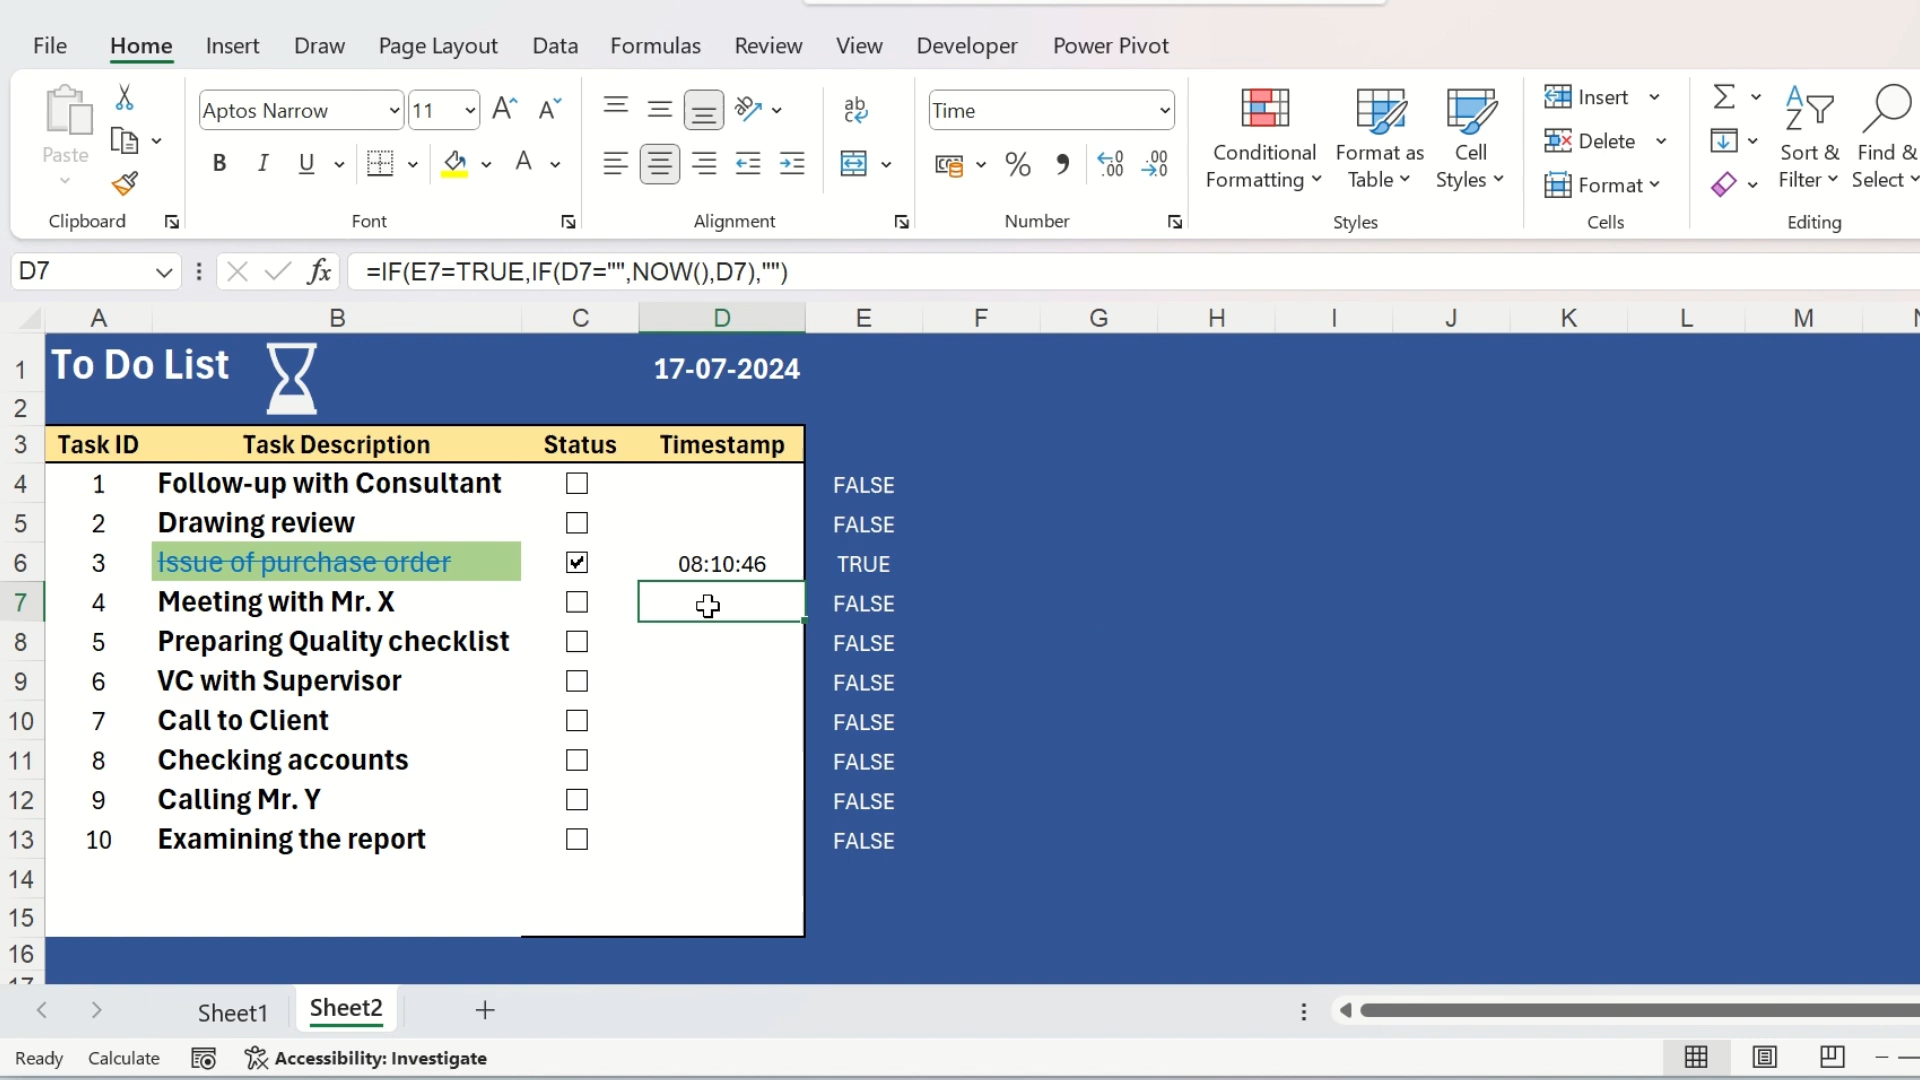 File Home Insert Draw Page Layout Data Formulas Review View Developer Power Pivot
Paste
Clipboard
Aptos Narrow 11 A A
B I U A
Font
ab
Alignment
Time
% 9 .00
Number
Conditional Formatting
Format as Table
Cell Styles
Styles
Insert
Delete
Format
Cells
Σ
A Z
Sort & Filter
Find & Select
Editing
D7 fx =IF(E7=TRUE,IF(D7="",NOW(),D7),"")
A B C D E F G H I J K L M
1 To Do List 17-07-2024
2
3 Task ID Task Description Status Timestamp
4 1 Follow-up with Consultant FALSE
5 2 Drawing review FALSE
6 3 Issue of purchase order 08:10:46 TRUE
7 4 Meeting with Mr. X FALSE
8 5 Preparing Quality checklist FALSE
9 6 VC with Supervisor FALSE
10 7 Call to Client FALSE
11 8 Checking accounts FALSE
12 9 Calling Mr. Y FALSE
13 10 Examining the report FALSE
14
15
16
17
Sheet1 Sheet2
Ready Calculate Accessibility: Investigate